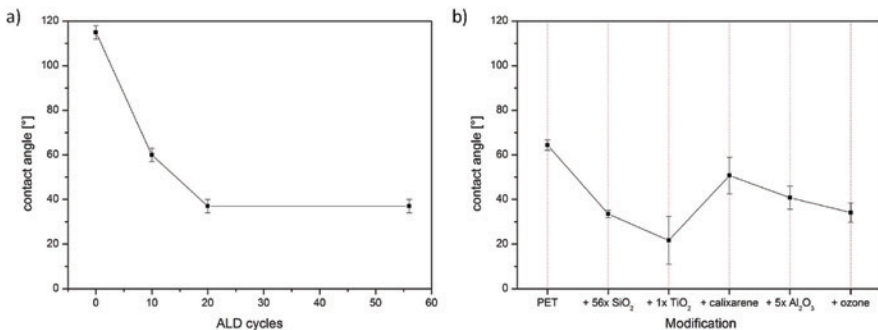 a)
120
100
80
60
40
20
0
contact angle [°]
0 10 20 30 40 50 60
ALD cycles
b)
120
100
80
60
40
20
0
contact angle [°]
PET + 56x SiO₂ + 1x TiO₂ + calixarene + 5x Al₂O₃ + ozone
Modification